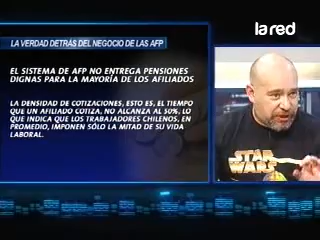 la red
LA VERDAD DETRÁS DEL NEGOCIO DE LAS AFP
EL SISTEMA DE AFP NO ENTREGA PENSIONES
DIGNAS PARA LA MAYORÍA DE LOS AFILIADOS
LA DENSIDAD DE COTIZACIONES, ESTO ES, EL TIEMPO
QUE UN AFILIADO COTIZA, NO ALCANZA AL 50%, LO
QUE INDICA QUE LOS TRABAJADORES CHILENOS, EN
PROMEDIO, IMPONEN SÓLO LA MITAD DE SU VIDA
LABORAL.
STAR
WARS